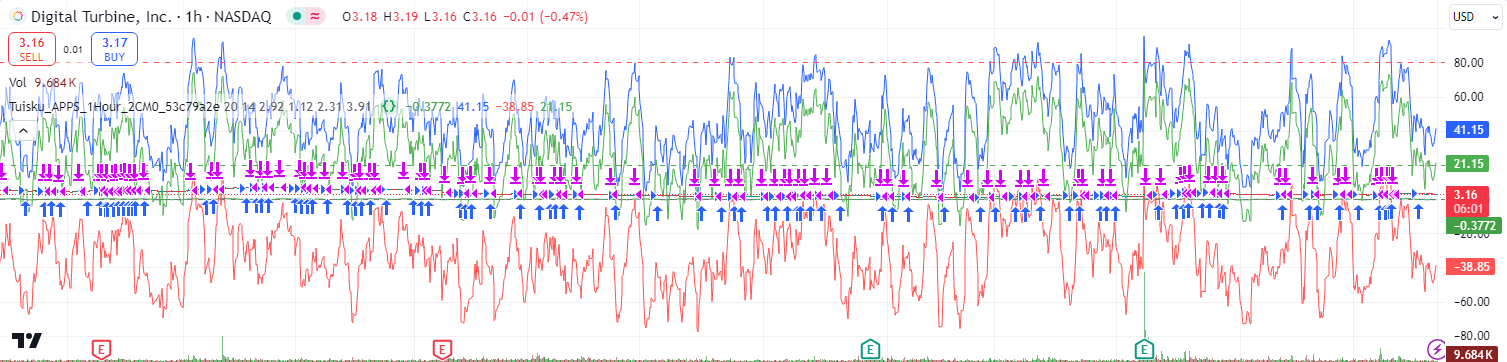 Digital Turbine, Inc. · 1h · NASDAQ O3.18 H3.19 L3.16 C3.16 −0.01 (−0.47%) USD
3.16 SELL 0.01 3.17 BUY
Vol 9.684K
Tuisku_APPS_1Hour_2CM0_53c79a2e 20 14 2.92 1.12 2.31 3.91 −0.3772 41.15 −38.85 21.15
80.00
60.00
41.15
21.15
3.16
06:01
−0.3772
−20.00
−38.85
−60.00
−80.00
9.684K
E E E E